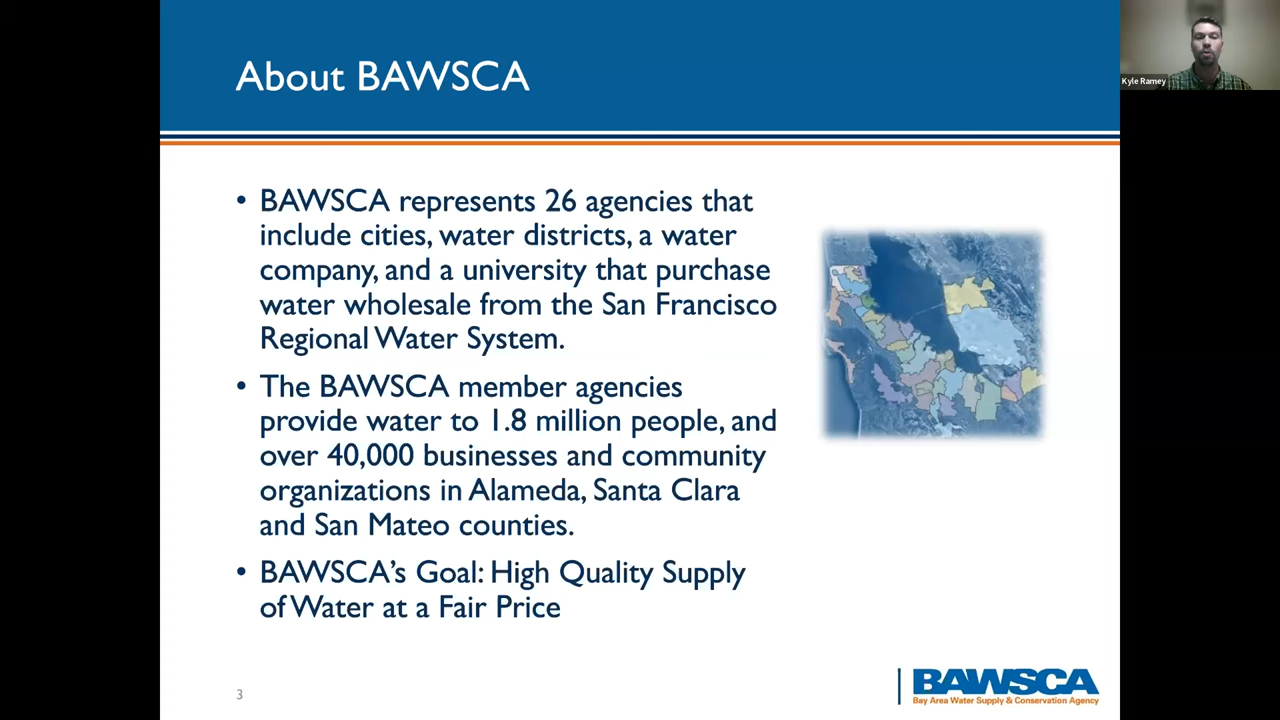 About BAWSCA
Kyle Ramey
• BAWSCA represents 26 agencies that
include cities, water districts, a water
company, and a university that purchase
water wholesale from the San Francisco
Regional Water System.
• The BAWSCA member agencies
provide water to 1.8 million people, and
over 40,000 businesses and community
organizations in Alameda, Santa Clara
and San Mateo counties.
• BAWSCA's Goal: High Quality Supply
of Water at a Fair Price
3
BAWSCA
Bay Area Water Supply & Conservation Agency